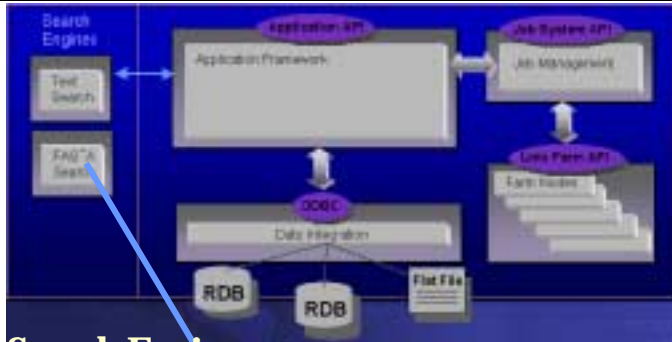 Search
Engines
Text
Search
FASTA
Search
Application API
Application Framework
Job System API
Job Management
Linux Farm API
Farm Nodes
ODBC
Data Integration
RDB
RDB
Flat File